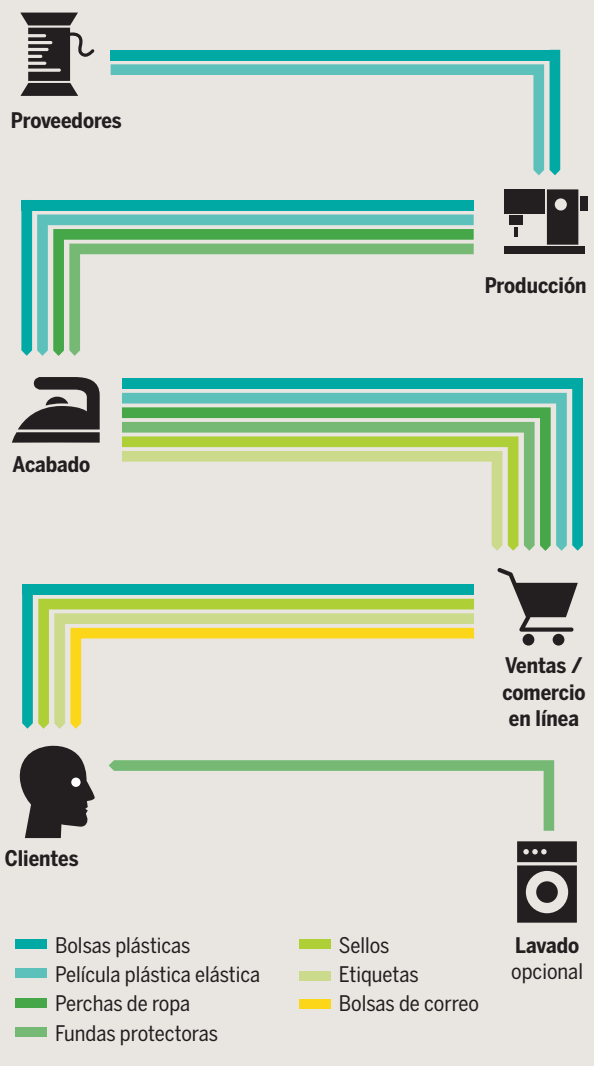 Proveedores
Producción
Acabado
Ventas /
comercio
en línea
Clientes
Lavado
opcional
Bolsas plásticas
Película plástica elástica
Perchas de ropa
Fundas protectoras
Sellos
Etiquetas
Bolsas de correo